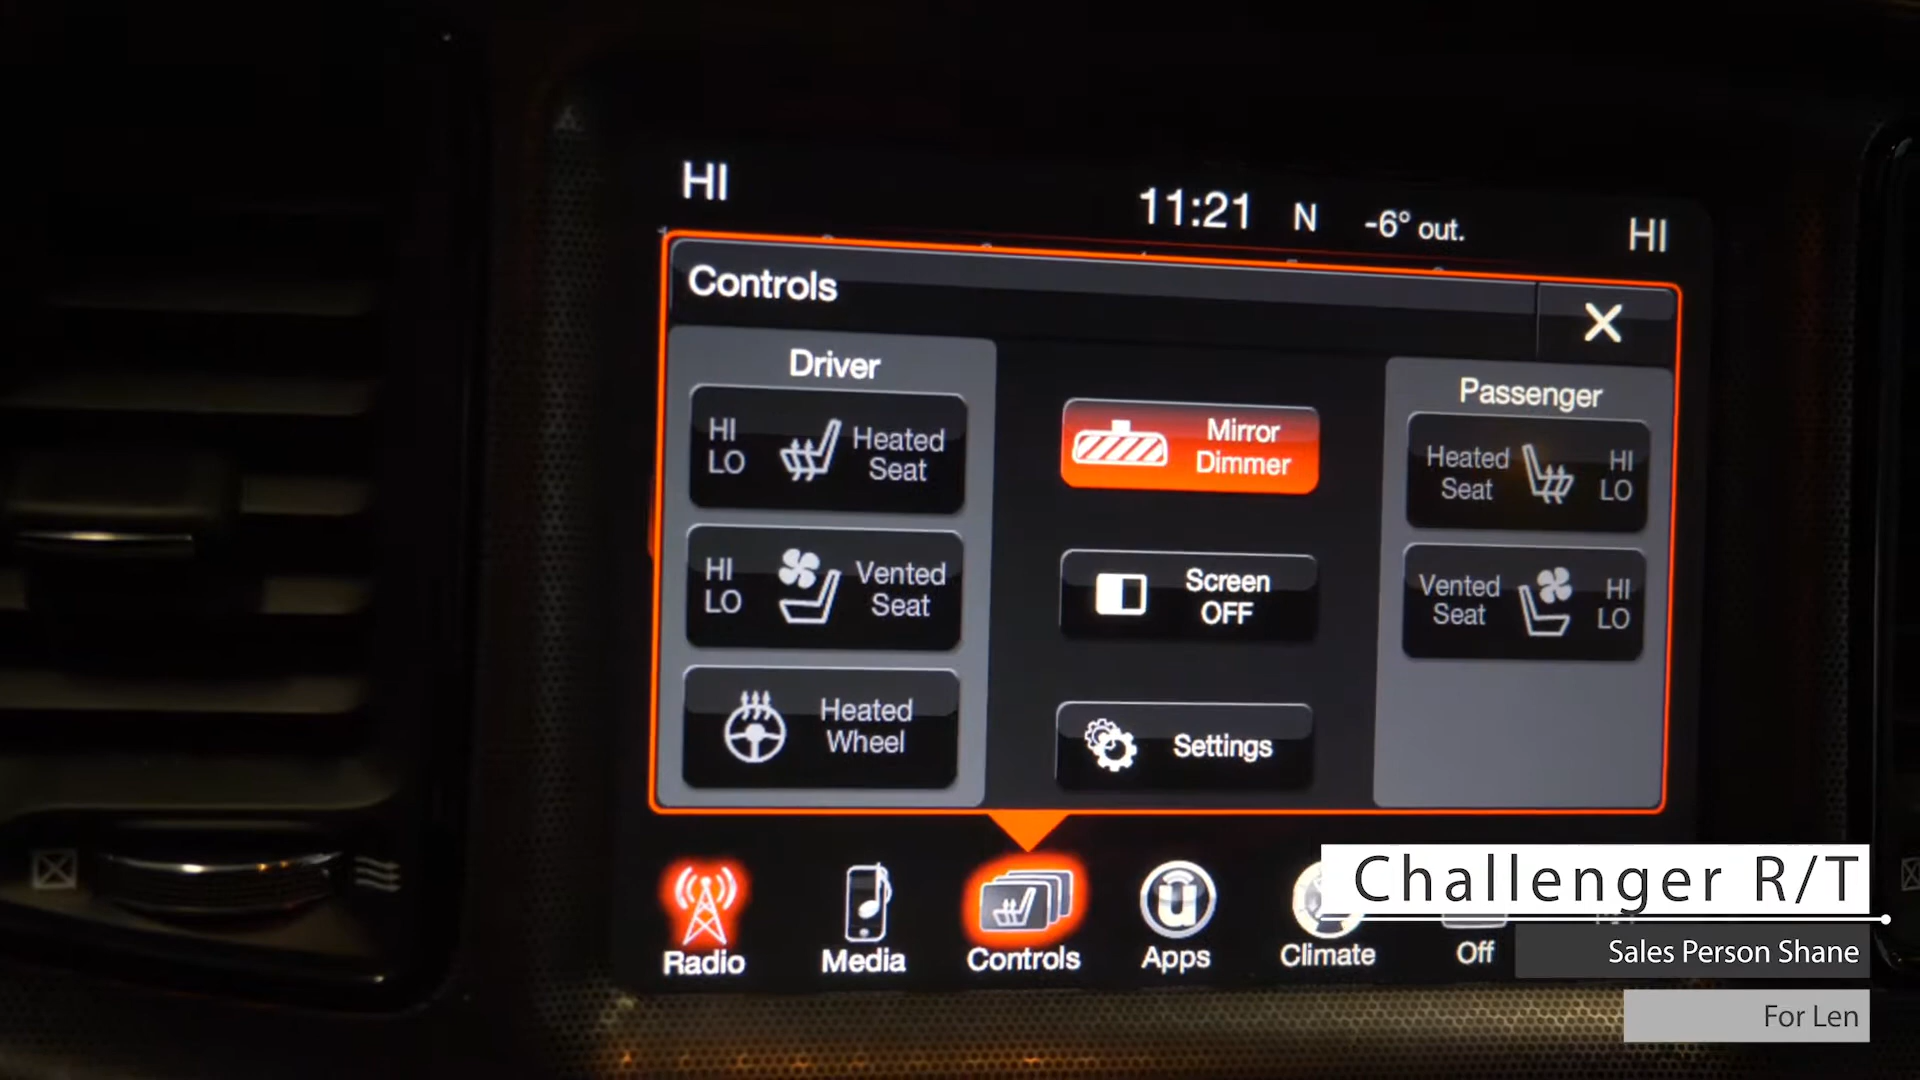 HI
11:21 N -6° out.
HI
Controls
X
Driver
HI
LO
Heated
Seat
HI
LO
Vented
Seat
Heated
Wheel
Mirror
Dimmer
Screen
OFF
Settings
Passenger
Heated
Seat
HI
LO
Vented
Seat
HI
LO
Radio
Media
Controls
u
Apps
Climate
Off
Challenger R/T
Sales Person Shane
For Len